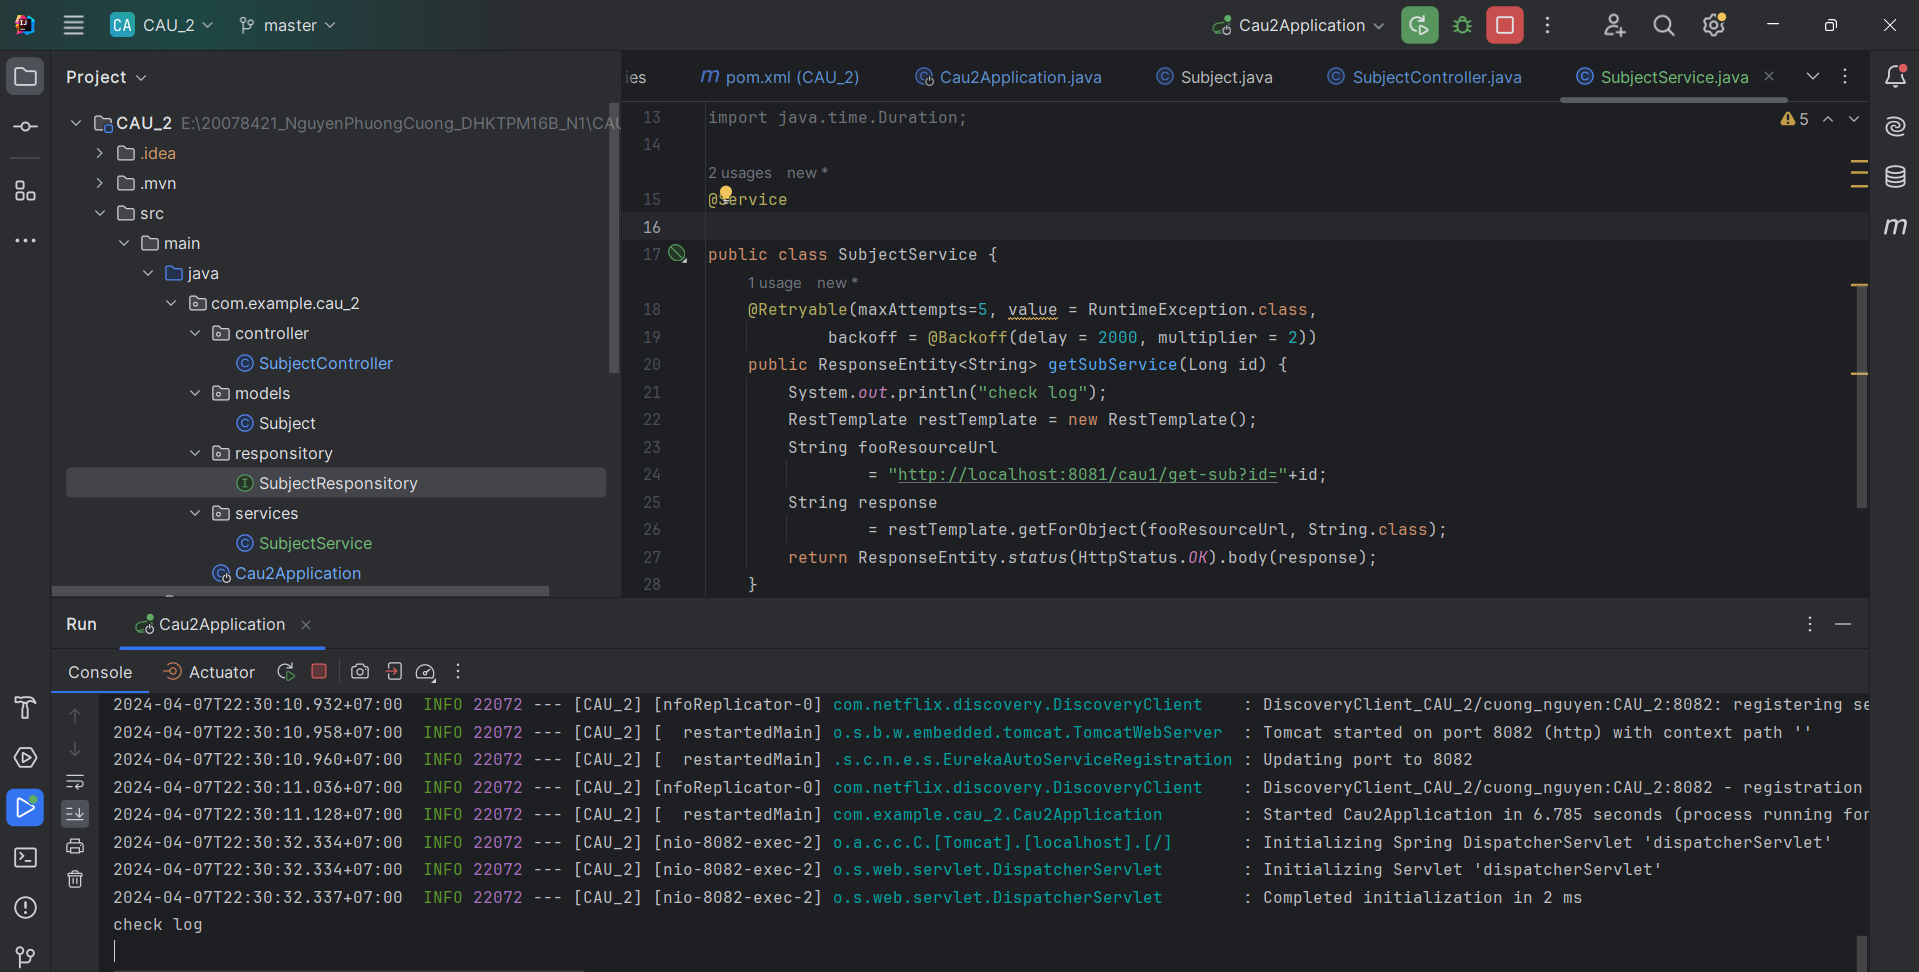 CA CAU_2 master Cau2Application
Project
CAU_2 E:\20078421_NguyenPhuongCuong_DHKTPM16B_N1\CAU
.idea
.mvn
src
main
java
com.example.cau_2
controller
SubjectController
models
Subject
responsitory
SubjectResponsitory
services
SubjectService
Cau2Application
ies pom.xml (CAU_2) Cau2Application.java Subject.java SubjectController.java SubjectService.java
5
13 import java.time.Duration;
14
2 usages new *
15 @Service
16
17 public class SubjectService {
1 usage new *
18 @Retryable(maxAttempts=5, value = RuntimeException.class,
19 backoff = @Backoff(delay = 2000, multiplier = 2))
20 public ResponseEntity<String> getSubService(Long id) {
21 System.out.println("check log");
22 RestTemplate restTemplate = new RestTemplate();
23 String fooResourceUrl
24 = "http://localhost:8081/cau1/get-sub?id="+id;
25 String response
26 = restTemplate.getForObject(fooResourceUrl, String.class);
27 return ResponseEntity.status(HttpStatus.OK).body(response);
28 }
Run Cau2Application
Console Actuator
2024-04-07T22:30:10.932+07:00 INFO 22072 --- [CAU_2] [nfoReplicator-0] com.netflix.discovery.DiscoveryClient : DiscoveryClient_CAU_2/cuong_nguyen:CAU_2:8082: registering se
2024-04-07T22:30:10.958+07:00 INFO 22072 --- [CAU_2] [ restartedMain] o.s.b.w.embedded.tomcat.TomcatWebServer : Tomcat started on port 8082 (http) with context path ''
2024-04-07T22:30:10.960+07:00 INFO 22072 --- [CAU_2] [ restartedMain] .s.c.n.e.s.EurekaAutoServiceRegistration : Updating port to 8082
2024-04-07T22:30:11.036+07:00 INFO 22072 --- [CAU_2] [nfoReplicator-0] com.netflix.discovery.DiscoveryClient : DiscoveryClient_CAU_2/cuong_nguyen:CAU_2:8082 - registration
2024-04-07T22:30:11.128+07:00 INFO 22072 --- [CAU_2] [ restartedMain] com.example.cau_2.Cau2Application : Started Cau2Application in 6.785 seconds (process running for
2024-04-07T22:30:32.334+07:00 INFO 22072 --- [CAU_2] [nio-8082-exec-2] o.a.c.c.C.[Tomcat].[localhost].[/] : Initializing Spring DispatcherServlet 'dispatcherServlet'
2024-04-07T22:30:32.334+07:00 INFO 22072 --- [CAU_2] [nio-8082-exec-2] o.s.web.servlet.DispatcherServlet : Initializing Servlet 'dispatcherServlet'
2024-04-07T22:30:32.337+07:00 INFO 22072 --- [CAU_2] [nio-8082-exec-2] o.s.web.servlet.DispatcherServlet : Completed initialization in 2 ms
check log